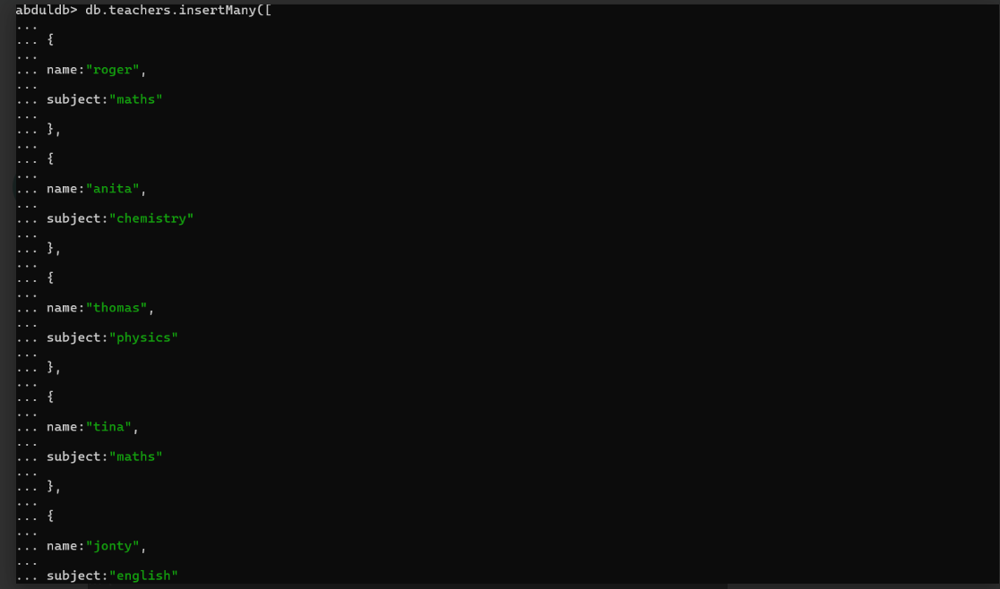 abduldb> db.teachers.insertMany([
...
... {
...
... name:"roger",
...
... subject:"maths"
...
... },
...
... {
...
... name:"anita",
...
... subject:"chemistry"
...
... },
...
... {
...
... name:"thomas",
...
... subject:"physics"
...
... },
...
... {
...
... name:"tina",
...
... subject:"maths"
...
... },
...
... {
...
... name:"jonty",
...
... subject:"english"